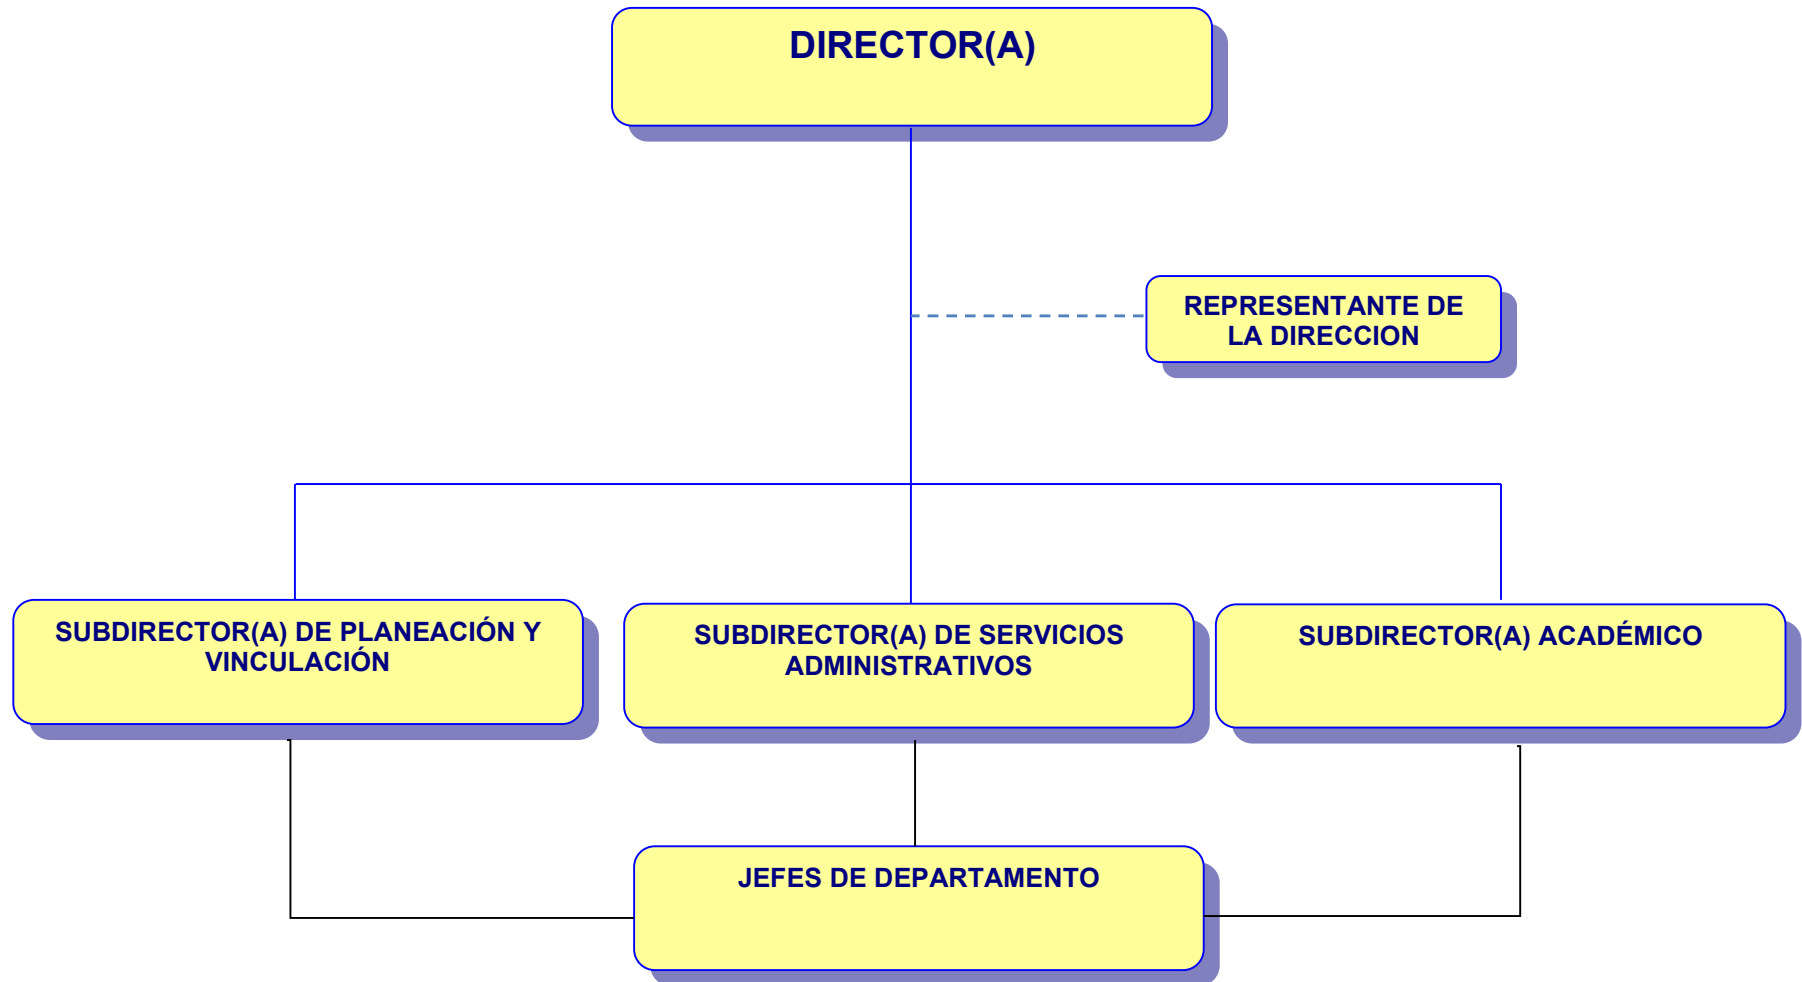 DIRECTOR(A)
REPRESENTANTE DE
LA DIRECCION
SUBDIRECTOR(A) DE PLANEACIÓN Y
VINCULACIÓN
SUBDIRECTOR(A) DE SERVICIOS
ADMINISTRATIVOS
SUBDIRECTOR(A) ACADÉMICO
JEFES DE DEPARTAMENTO